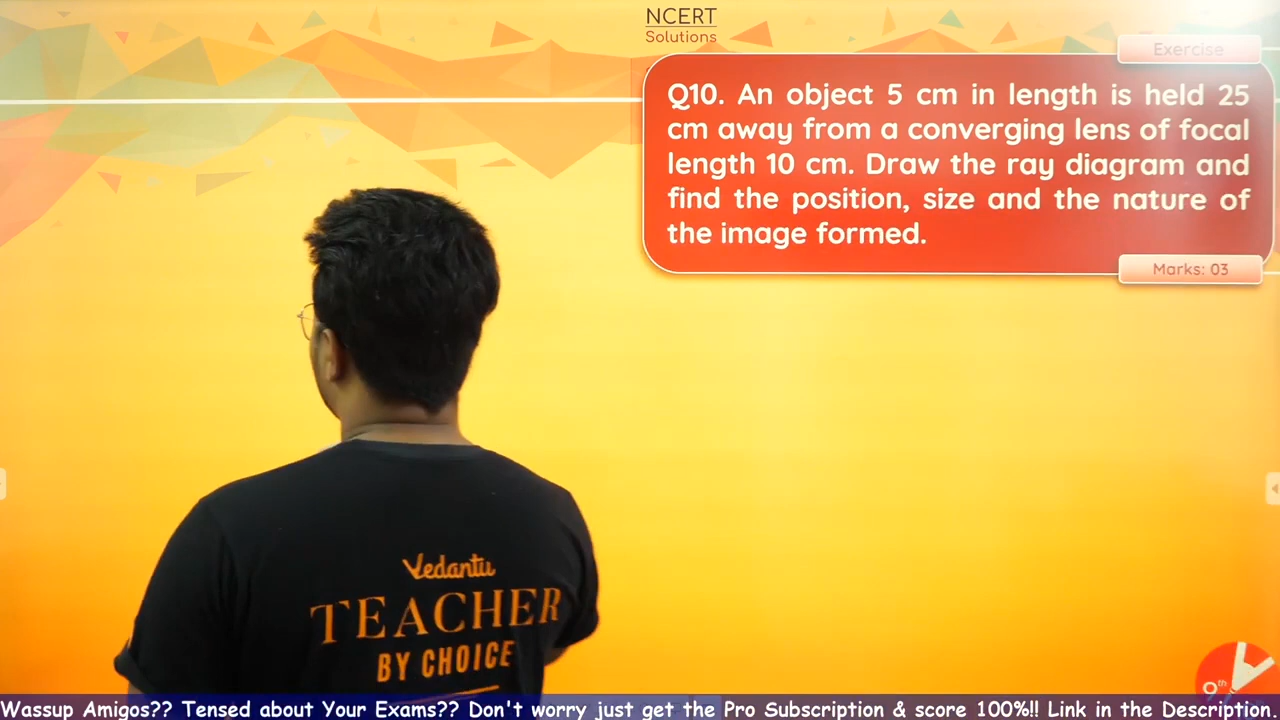 NCERT
Solutions
Exercise
Q10. An object 5 cm in length is held 25
cm away from a converging lens of focal
length 10 cm. Draw the ray diagram and
find the position, size and the nature of
the image formed.
Marks: 03
Vedantu
TEACHER
BY CHOICE
9th
Wassup Amigos?? Tensed about Your Exams?? Don't worry just get the Pro Subscription & score 100%!! Link in the Description.